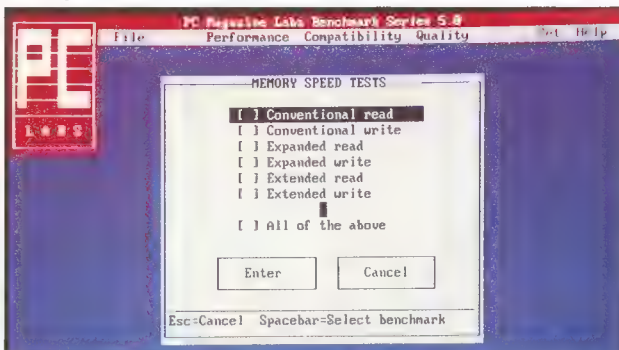 PC Magazine Labs Benchmark Series 5.0
File Performance Compatibility Quality Help
PC
LABS
MEMORY SPEED TESTS
[ ] Conventional read
[ ] Conventional write
[ ] Expanded read
[ ] Expanded write
[ ] Extended read
[ ] Extended write
[ ] All of the above
Enter Cancel
Esc=Cancel Spacebar=Select benchmark